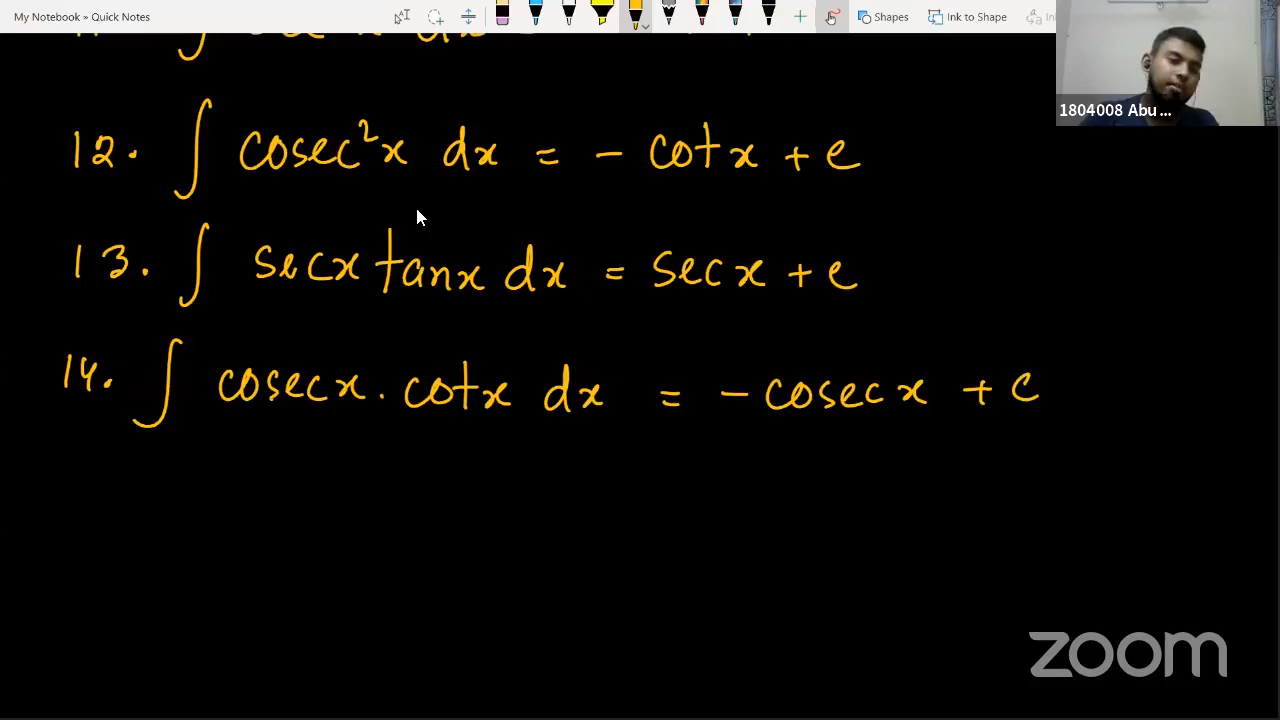 My Notebook » Quick Notes
Shapes
Ink to Shape
1804008 Abu ...
12. ∫ cosec²x dx = - cotx + c
13. ∫ secx tanx dx = secx + c
14. ∫ cosecx . cotx dx = - cosecx + c
zoom